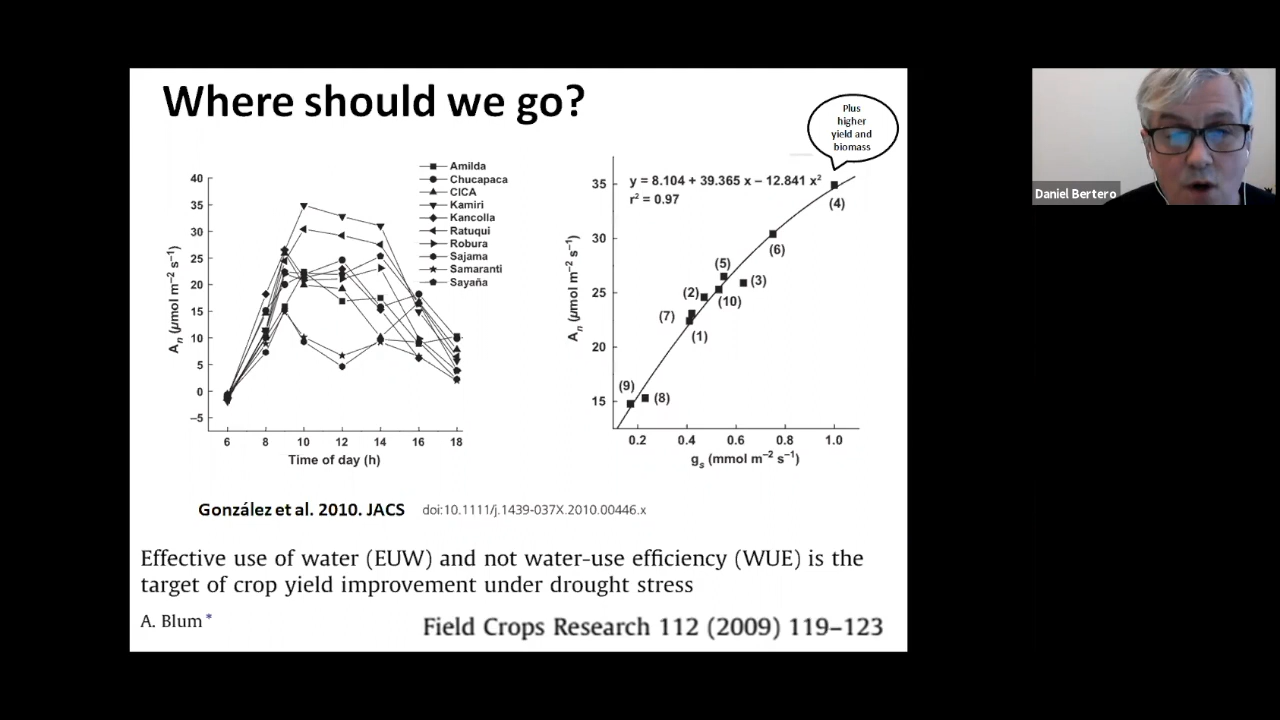 Where should we go?
Plus
higher
yield and
biomass
Amilda
Chucapaca
CICA
Kamiri
Kancolla
Ratuqui
Robura
Sajama
Samaranti
Sayaña
40
35
30
25
20
15
10
5
0
−5
Aₙ (μmol m⁻² s⁻¹)
6 8 10 12 14 16 18
Time of day (h)
y = 8.104 + 39.365 x − 12.841 x²
r² = 0.97
35
30
25
20
15
Aₙ (μmol m⁻² s⁻¹)
(4)
(6)
(5)
(3)
(2)
(10)
(7)
(1)
(9)
(8)
0.2 0.4 0.6 0.8 1.0
gₛ (mmol m⁻² s⁻¹)
González et al. 2010. JACS doi:10.1111/j.1439-037X.2010.00446.x
Effective use of water (EUW) and not water-use efficiency (WUE) is the
target of crop yield improvement under drought stress
A. Blum *
Field Crops Research 112 (2009) 119–123
Daniel Bertero